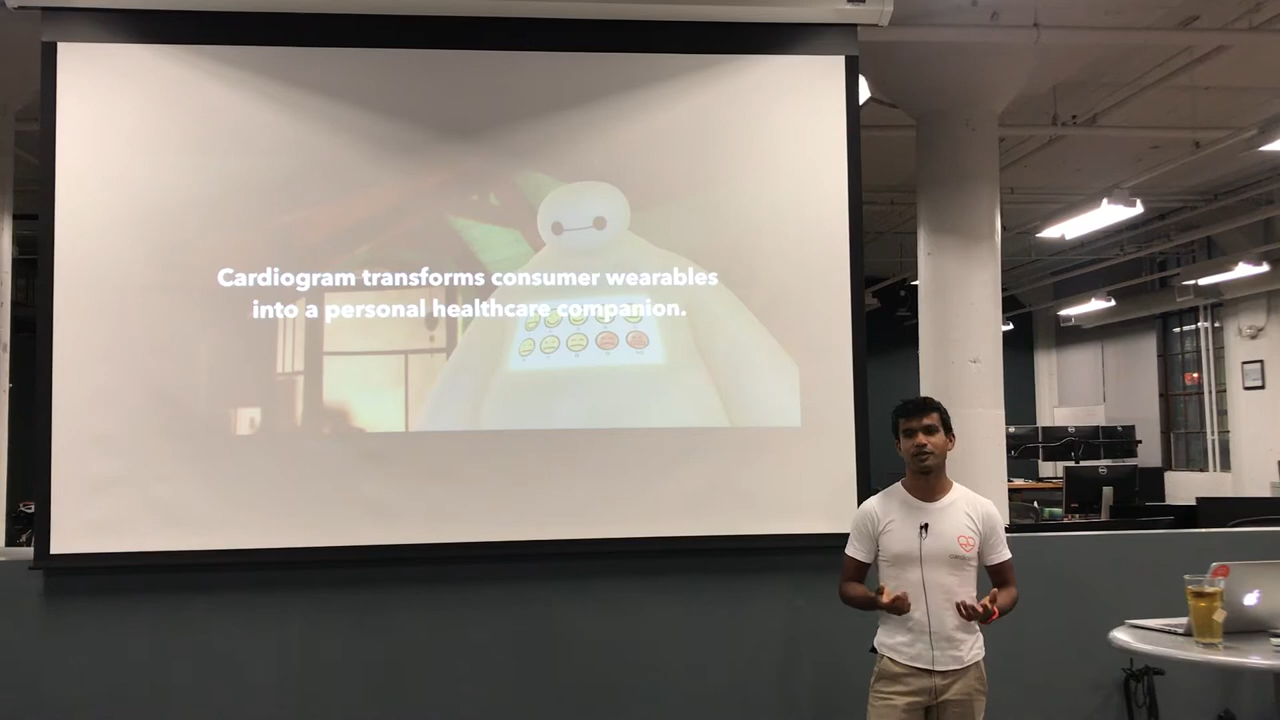 Cardiogram transforms consumer wearables
into a personal healthcare companion.